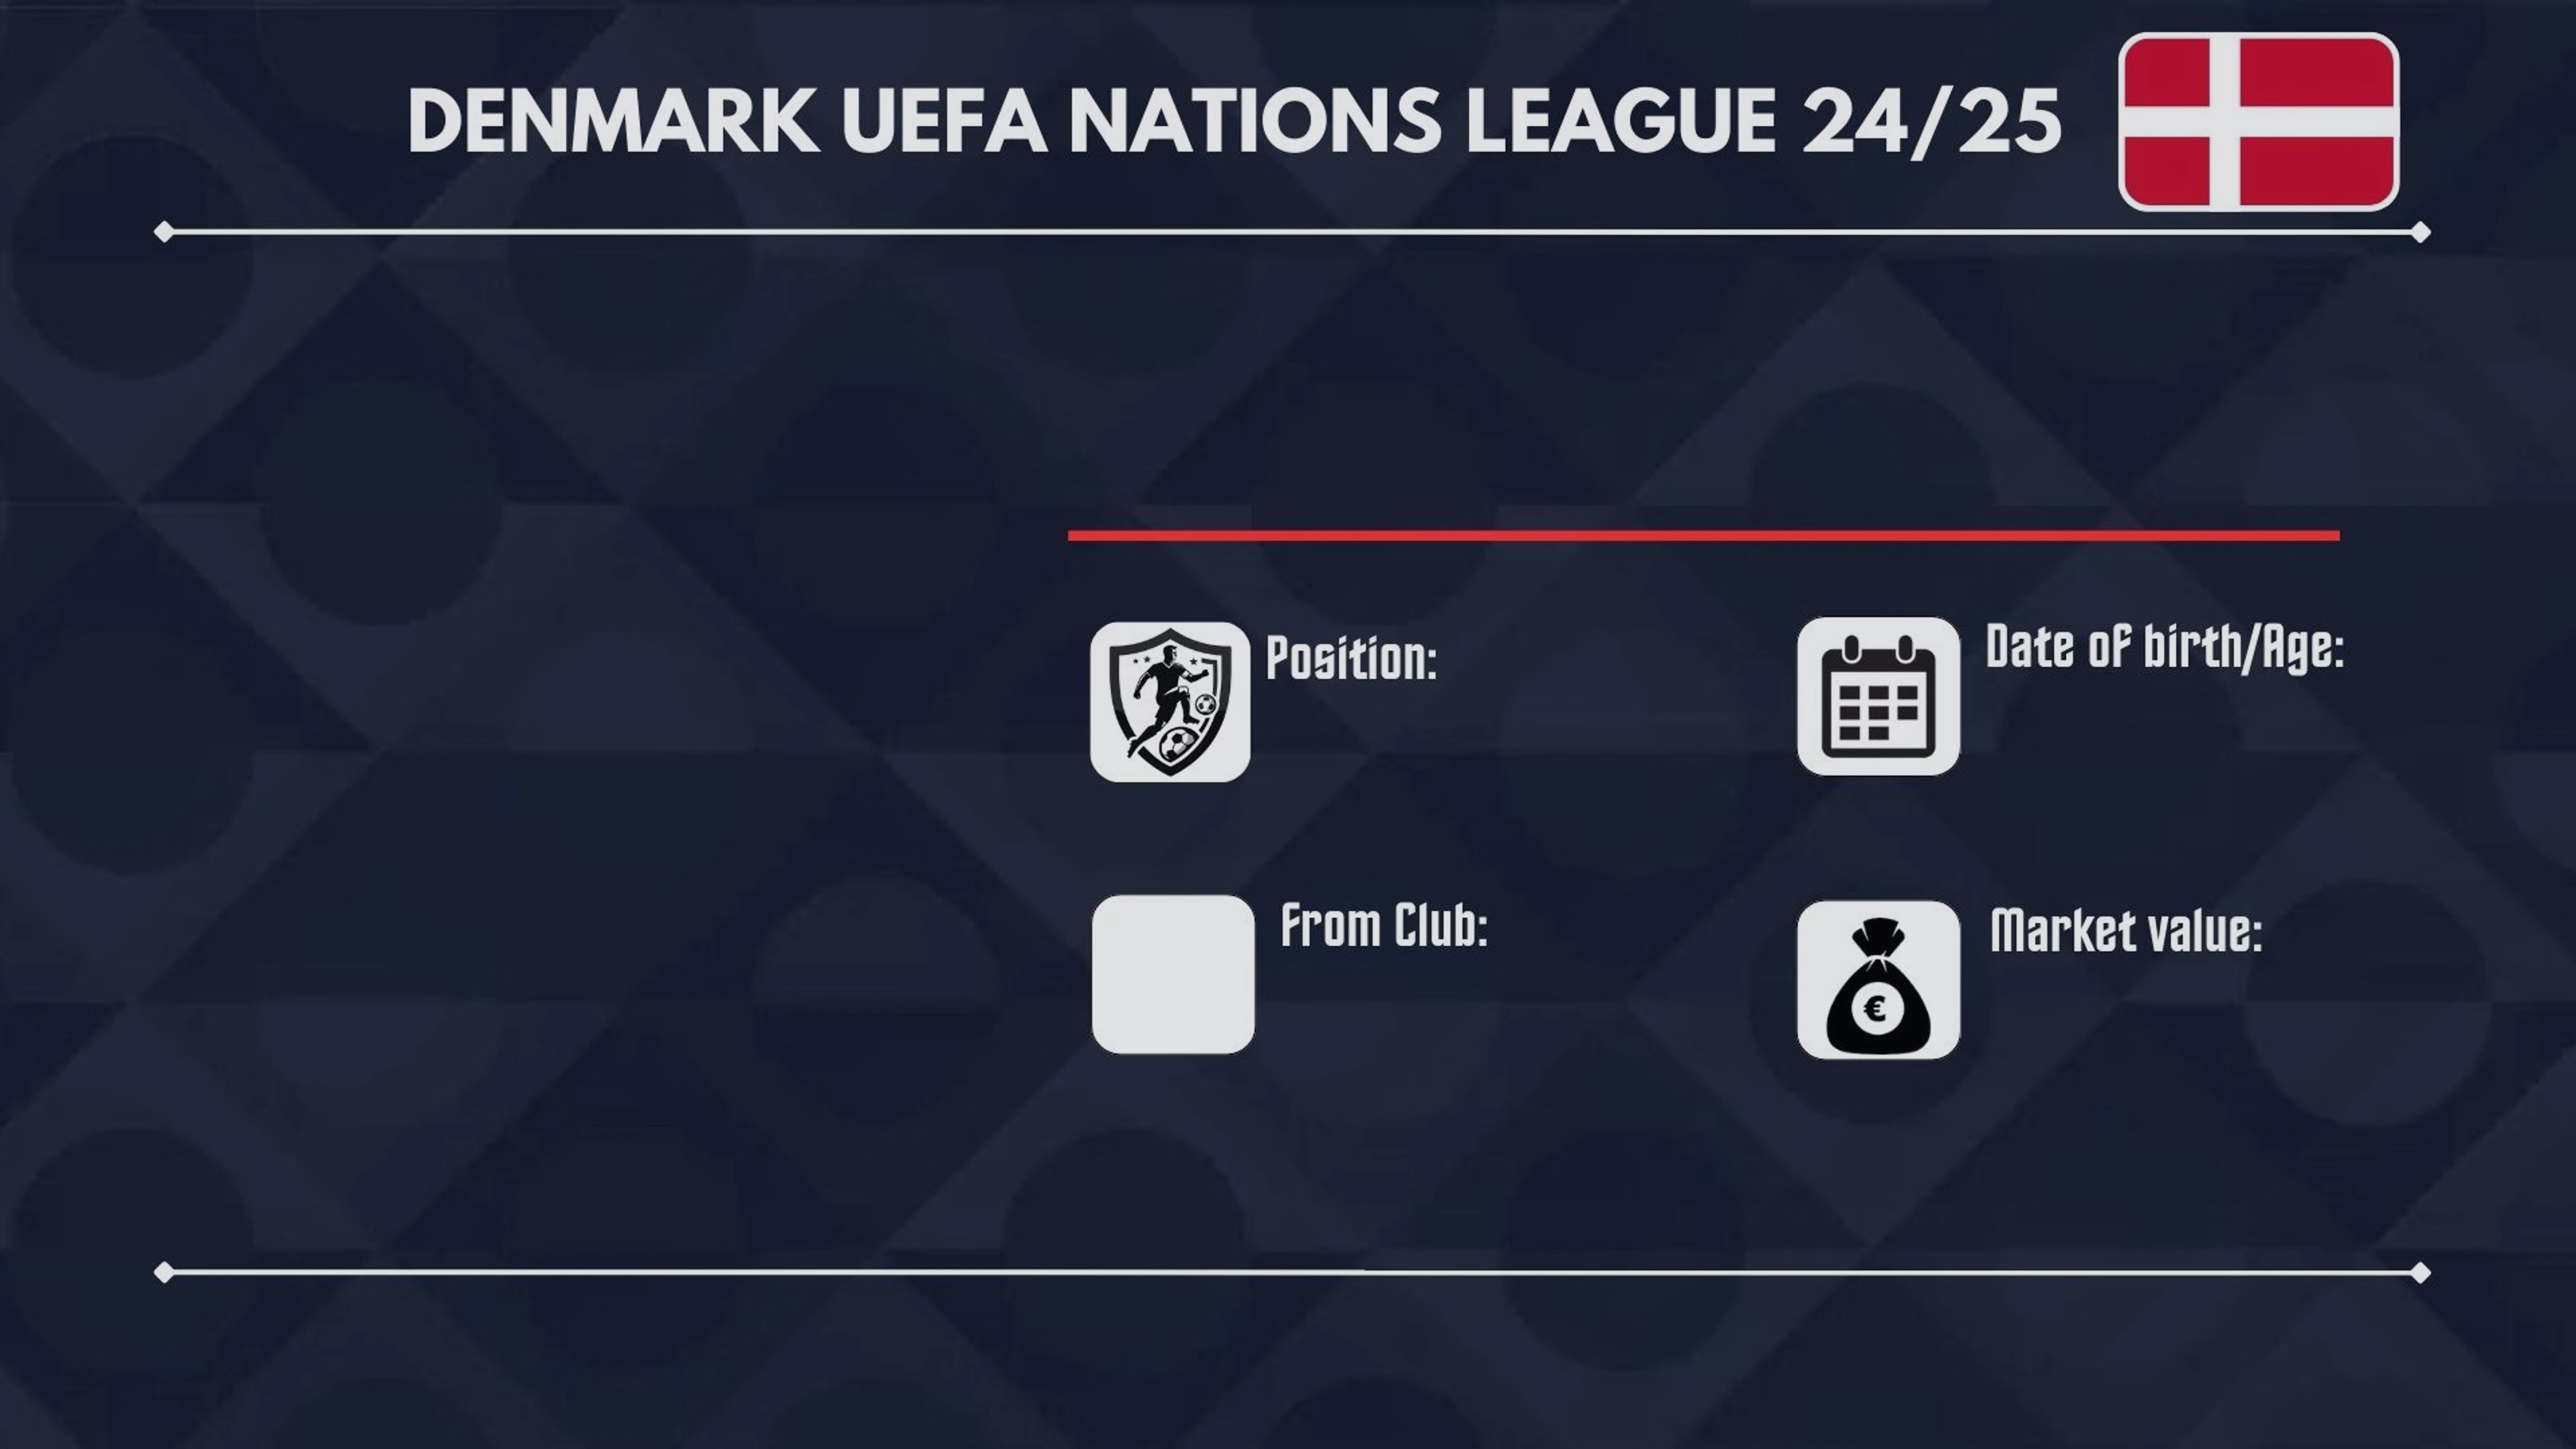 DENMARK UEFA NATIONS LEAGUE 24/25
Position:
Date of birth/Age:
From Club:
Market value:
€